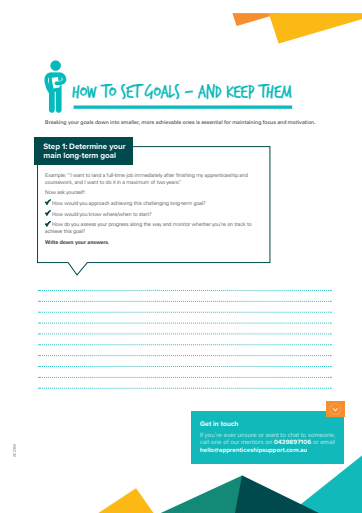 HOW TO SET GOALS – AND KEEP THEM
Breaking your goals down into smaller, more achievable ones is essential for maintaining focus and motivation.
Step 1: Determine your
main long-term goal
Example: "I want to land a full-time job immediately after finishing my apprenticeship and
coursework, and I want to do it in a maximum of two years."
Now ask yourself:
How would you approach achieving this challenging long-term goal?
How would you know where/when to start?
How do you assess your progress along the way and monitor whether you're on track to
achieve this goal?
Write down your answers.
Get in touch
If you're ever unsure or want to chat to someone,
call one of our mentors on 0439897106 or email
hello@apprenticeshipsupport.com.au